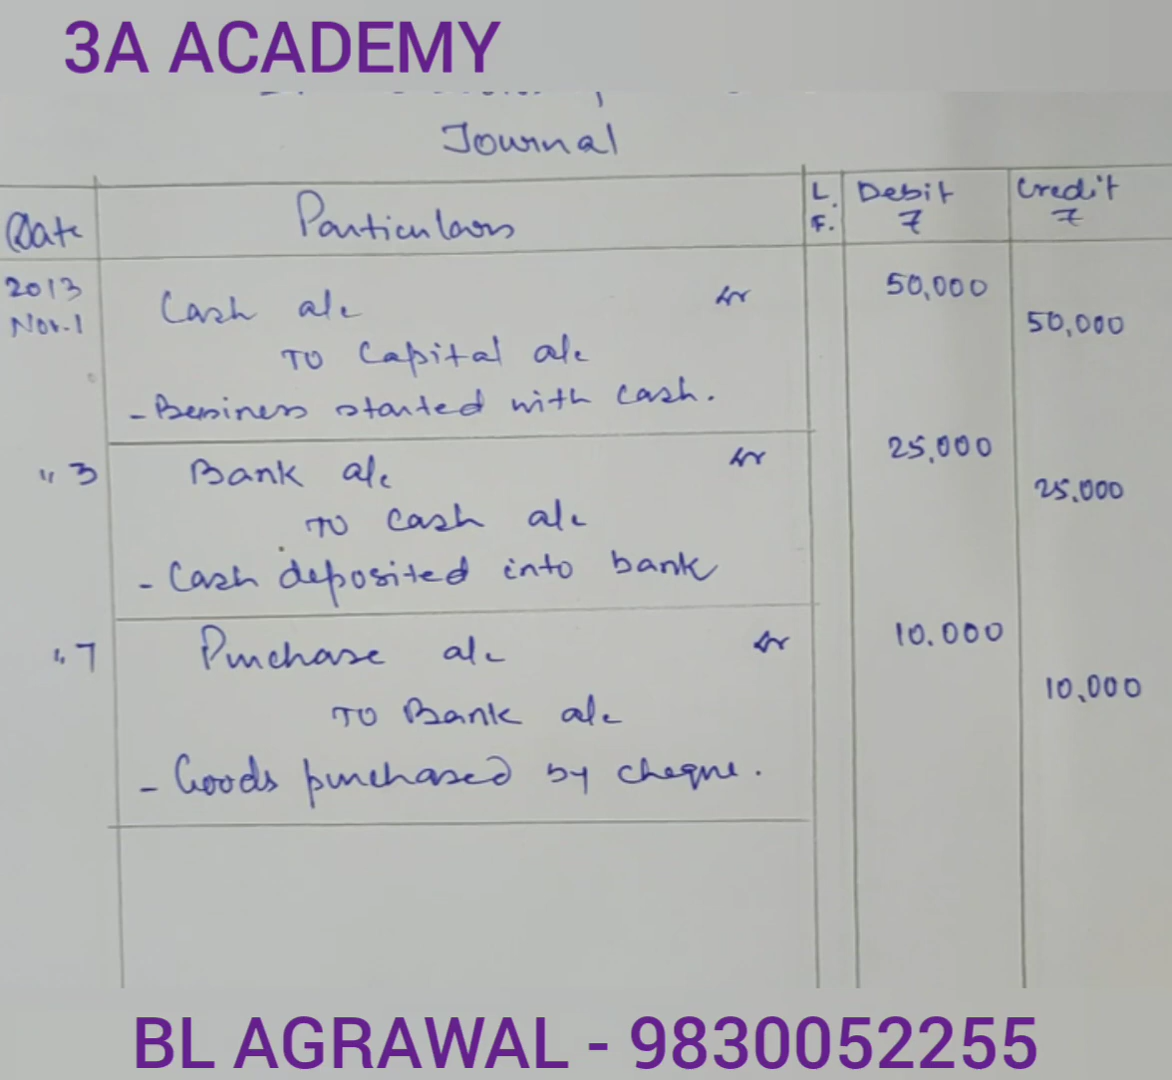 3A ACADEMY
Journal
Date Particulars L.F. Debit ₹ Credit ₹
2013
Nov.1 Cash a/c Dr 50,000
To Capital a/c 50,000
- Business started with cash.
" 3 Bank a/c Dr 25,000
To Cash a/c 25,000
- Cash deposited into bank
" 7 Purchase a/c Dr 10,000
To Bank a/c 10,000
- Goods purchased by cheque.
BL AGRAWAL - 9830052255